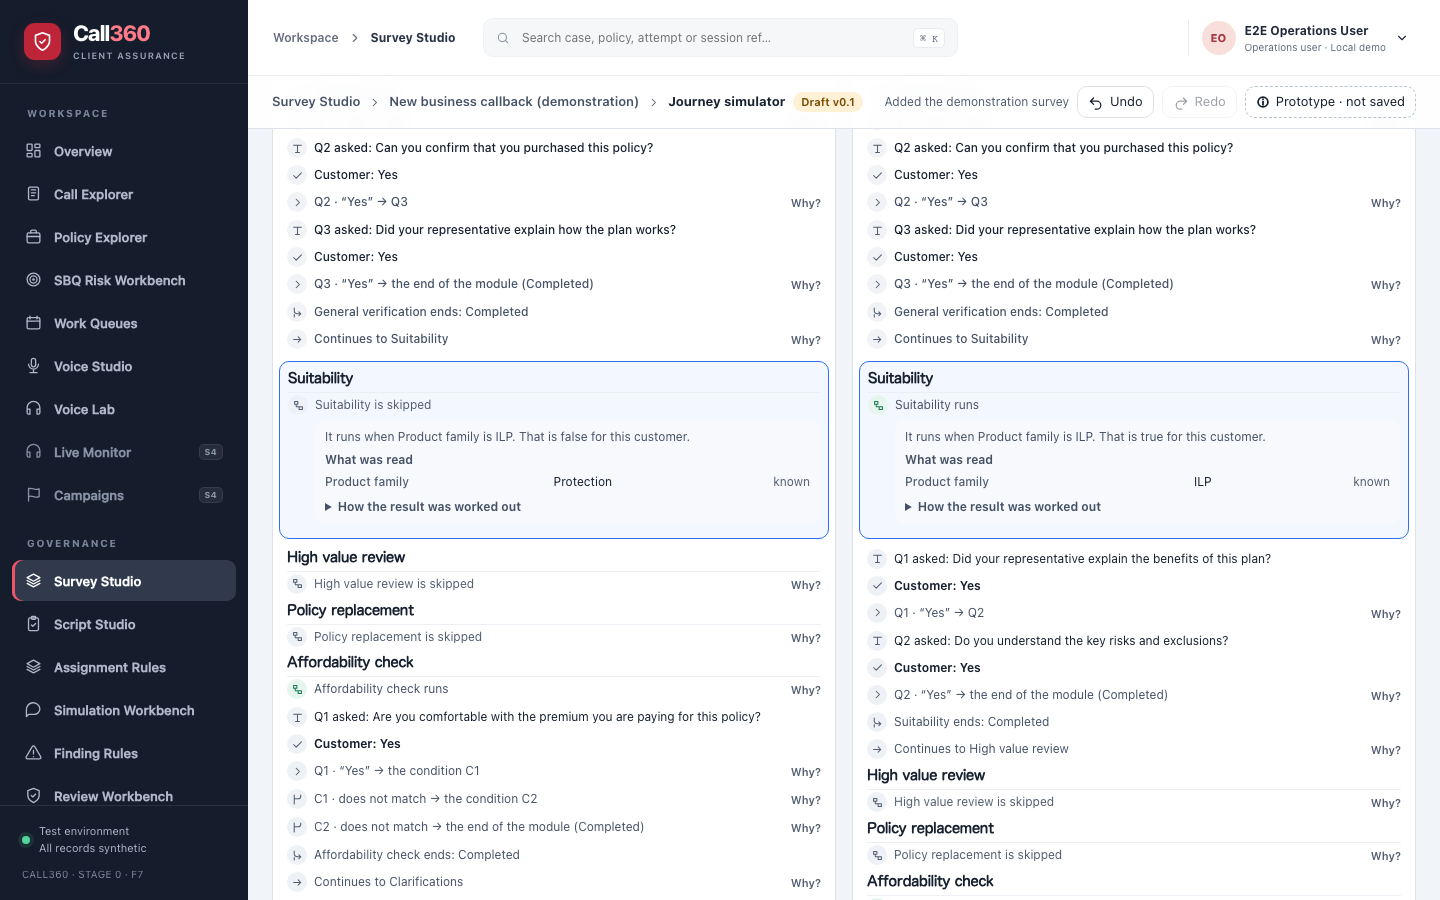 Call360
CLIENT ASSURANCE
WORKSPACE
Overview
Call Explorer
Policy Explorer
SBQ Risk Workbench
Work Queues
Voice Studio
Voice Lab
Live Monitor S4
Campaigns S4
GOVERNANCE
Survey Studio
Script Studio
Assignment Rules
Simulation Workbench
Finding Rules
Review Workbench
Test environment
All records synthetic
CALL360 · STAGE 0 · F7
Workspace > Survey Studio
Search case, policy, attempt or session ref...
⌘ K
EO
E2E Operations User
Operations user · Local demo
Survey Studio > New business callback (demonstration) > Journey simulator Draft v0.1
Added the demonstration survey
Undo
Redo
Prototype · not saved
Q2 asked: Can you confirm that you purchased this policy?
Customer: Yes
Q2 · “Yes” → Q3 Why?
Q3 asked: Did your representative explain how the plan works?
Customer: Yes
Q3 · “Yes” → the end of the module (Completed) Why?
General verification ends: Completed
Continues to Suitability Why?
Suitability
Suitability is skipped
It runs when Product family is ILP. That is false for this customer.
What was read
Product family Protection known
▶ How the result was worked out
High value review
High value review is skipped Why?
Policy replacement
Policy replacement is skipped Why?
Affordability check
Affordability check runs Why?
Q1 asked: Are you comfortable with the premium you are paying for this policy?
Customer: Yes
Q1 · “Yes” → the condition C1 Why?
C1 · does not match → the condition C2 Why?
C2 · does not match → the end of the module (Completed) Why?
Affordability check ends: Completed
Continues to Clarifications Why?
Q2 asked: Can you confirm that you purchased this policy?
Customer: Yes
Q2 · “Yes” → Q3 Why?
Q3 asked: Did your representative explain how the plan works?
Customer: Yes
Q3 · “Yes” → the end of the module (Completed) Why?
General verification ends: Completed
Continues to Suitability Why?
Suitability
Suitability runs
It runs when Product family is ILP. That is true for this customer.
What was read
Product family ILP known
▶ How the result was worked out
Q1 asked: Did your representative explain the benefits of this plan?
Customer: Yes
Q1 · “Yes” → Q2 Why?
Q2 asked: Do you understand the key risks and exclusions?
Customer: Yes
Q2 · “Yes” → the end of the module (Completed) Why?
Suitability ends: Completed
Continues to High value review Why?
High value review
High value review is skipped Why?
Policy replacement
Policy replacement is skipped Why?
Affordability check